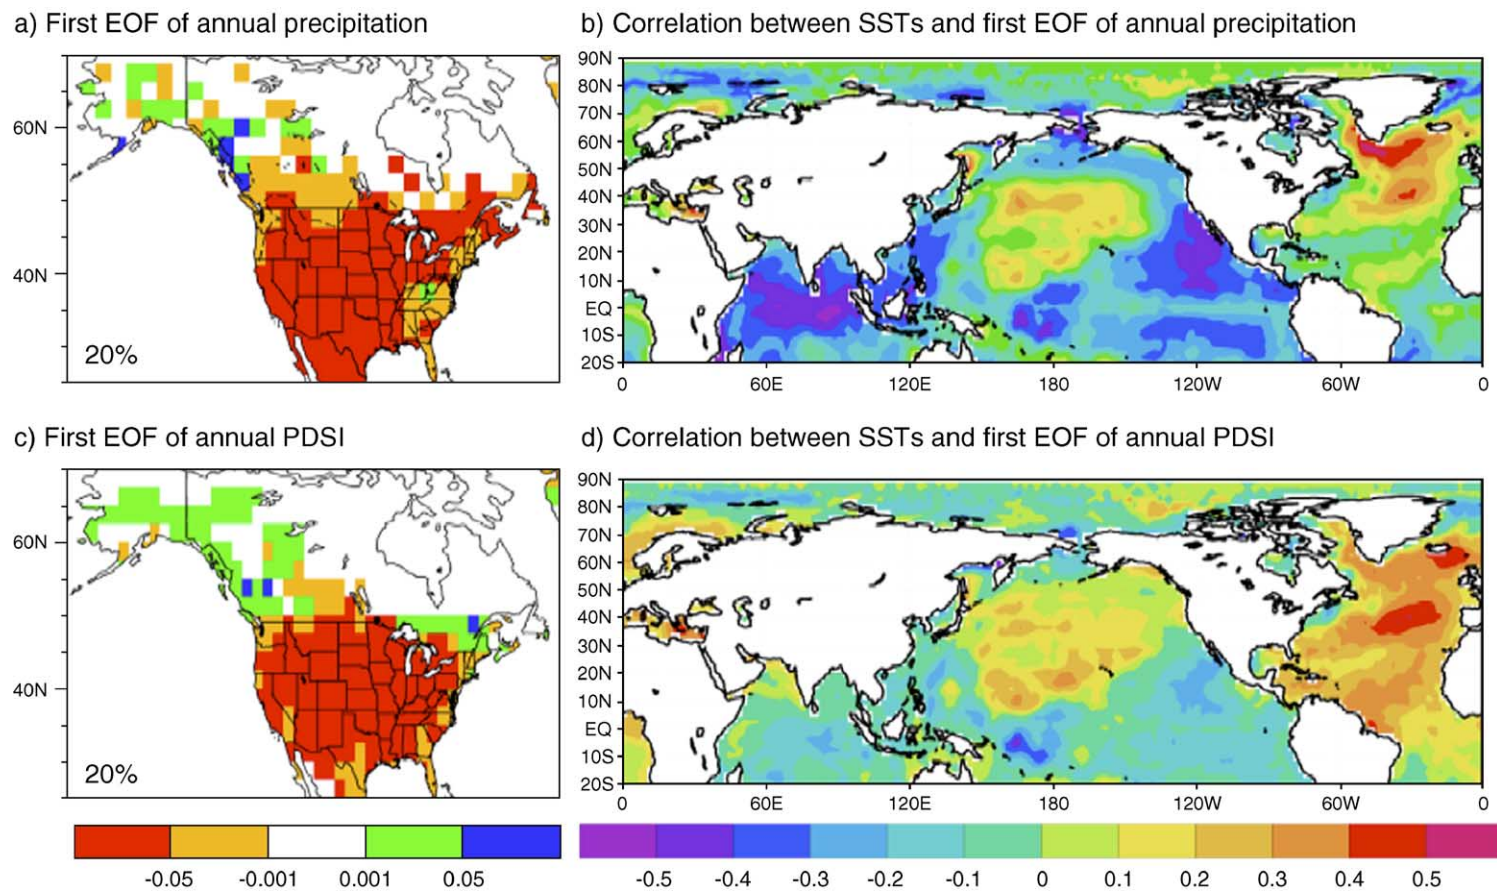 a) First EOF of annual precipitation
60N
40N
20%
b) Correlation between SSTs and first EOF of annual precipitation
90N
80N
70N
60N
50N
40N
30N
20N
10N
EQ
10S
20S
0 60E 120E 180 120W 60W 0
c) First EOF of annual PDSI
60N
40N
20%
d) Correlation between SSTs and first EOF of annual PDSI
90N
80N
70N
60N
50N
40N
30N
20N
10N
EQ
10S
20S
0 60E 120E 180 120W 60W 0
-0.05 -0.001 0.001 0.05
-0.5 -0.4 -0.3 -0.2 -0.1 0 0.1 0.2 0.3 0.4 0.5